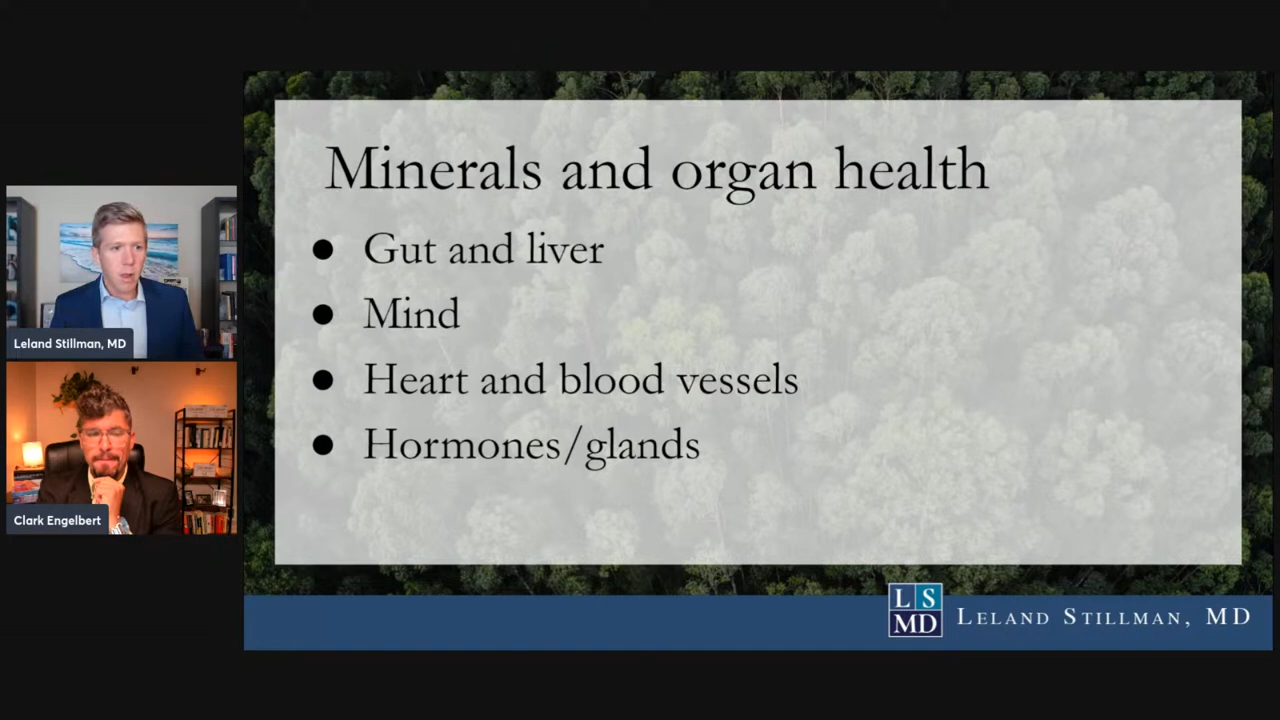 Minerals and organ health
● Gut and liver
● Mind
● Heart and blood vessels
● Hormones/glands
Leland Stillman, MD
Clark Engelbert
LS
MD
LELAND STILLMAN, MD